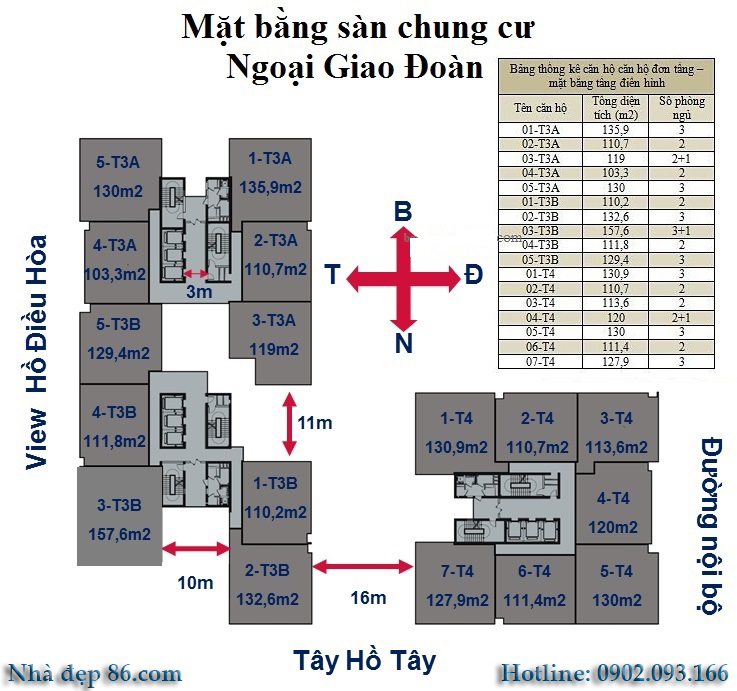 Mặt bằng sàn chung cư
Ngoại Giao Đoàn
Bảng thống kê căn hộ căn hộ đơn tầng –
mặt bằng tầng điển hình
Tên căn hộ
Tổng diện
tích (m2)
Số phòng
ngủ
01-T3A 135,9 3
02-T3A 110,7 2
03-T3A 119 2+1
04-T3A 103,3 2
05-T3A 130 3
01-T3B 110,2 2
02-T3B 132,6 3
03-T3B 157,6 3+1
04-T3B 111,8 2
05-T3B 129,4 3
01-T4 130,9 3
02-T4 110,7 2
03-T4 113,6 2
04-T4 120 2+1
05-T4 130 3
06-T4 111,4 2
07-T4 127,9 3
5-T3A
130m2
1-T3A
135,9m2
4-T3A
103,3m2
2-T3A
110,7m2
3m
5-T3B
129,4m2
3-T3A
119m2
B
.com
T
Đ
N
View Hồ Điều Hòa
4-T3B
111,8m2
11m
3-T3B
157,6m2
1-T3B
110,2m2
10m
2-T3B
132,6m2
16m
1-T4
130,9m2
2-T4
110,7m2
3-T4
113,6m2
4-T4
120m2
7-T4
127,9m2
6-T4
111,4m2
5-T4
130m2
Đường nội bộ
Tây Hồ Tây
Nhà đẹp 86.com
Hotline: 0902.093.166